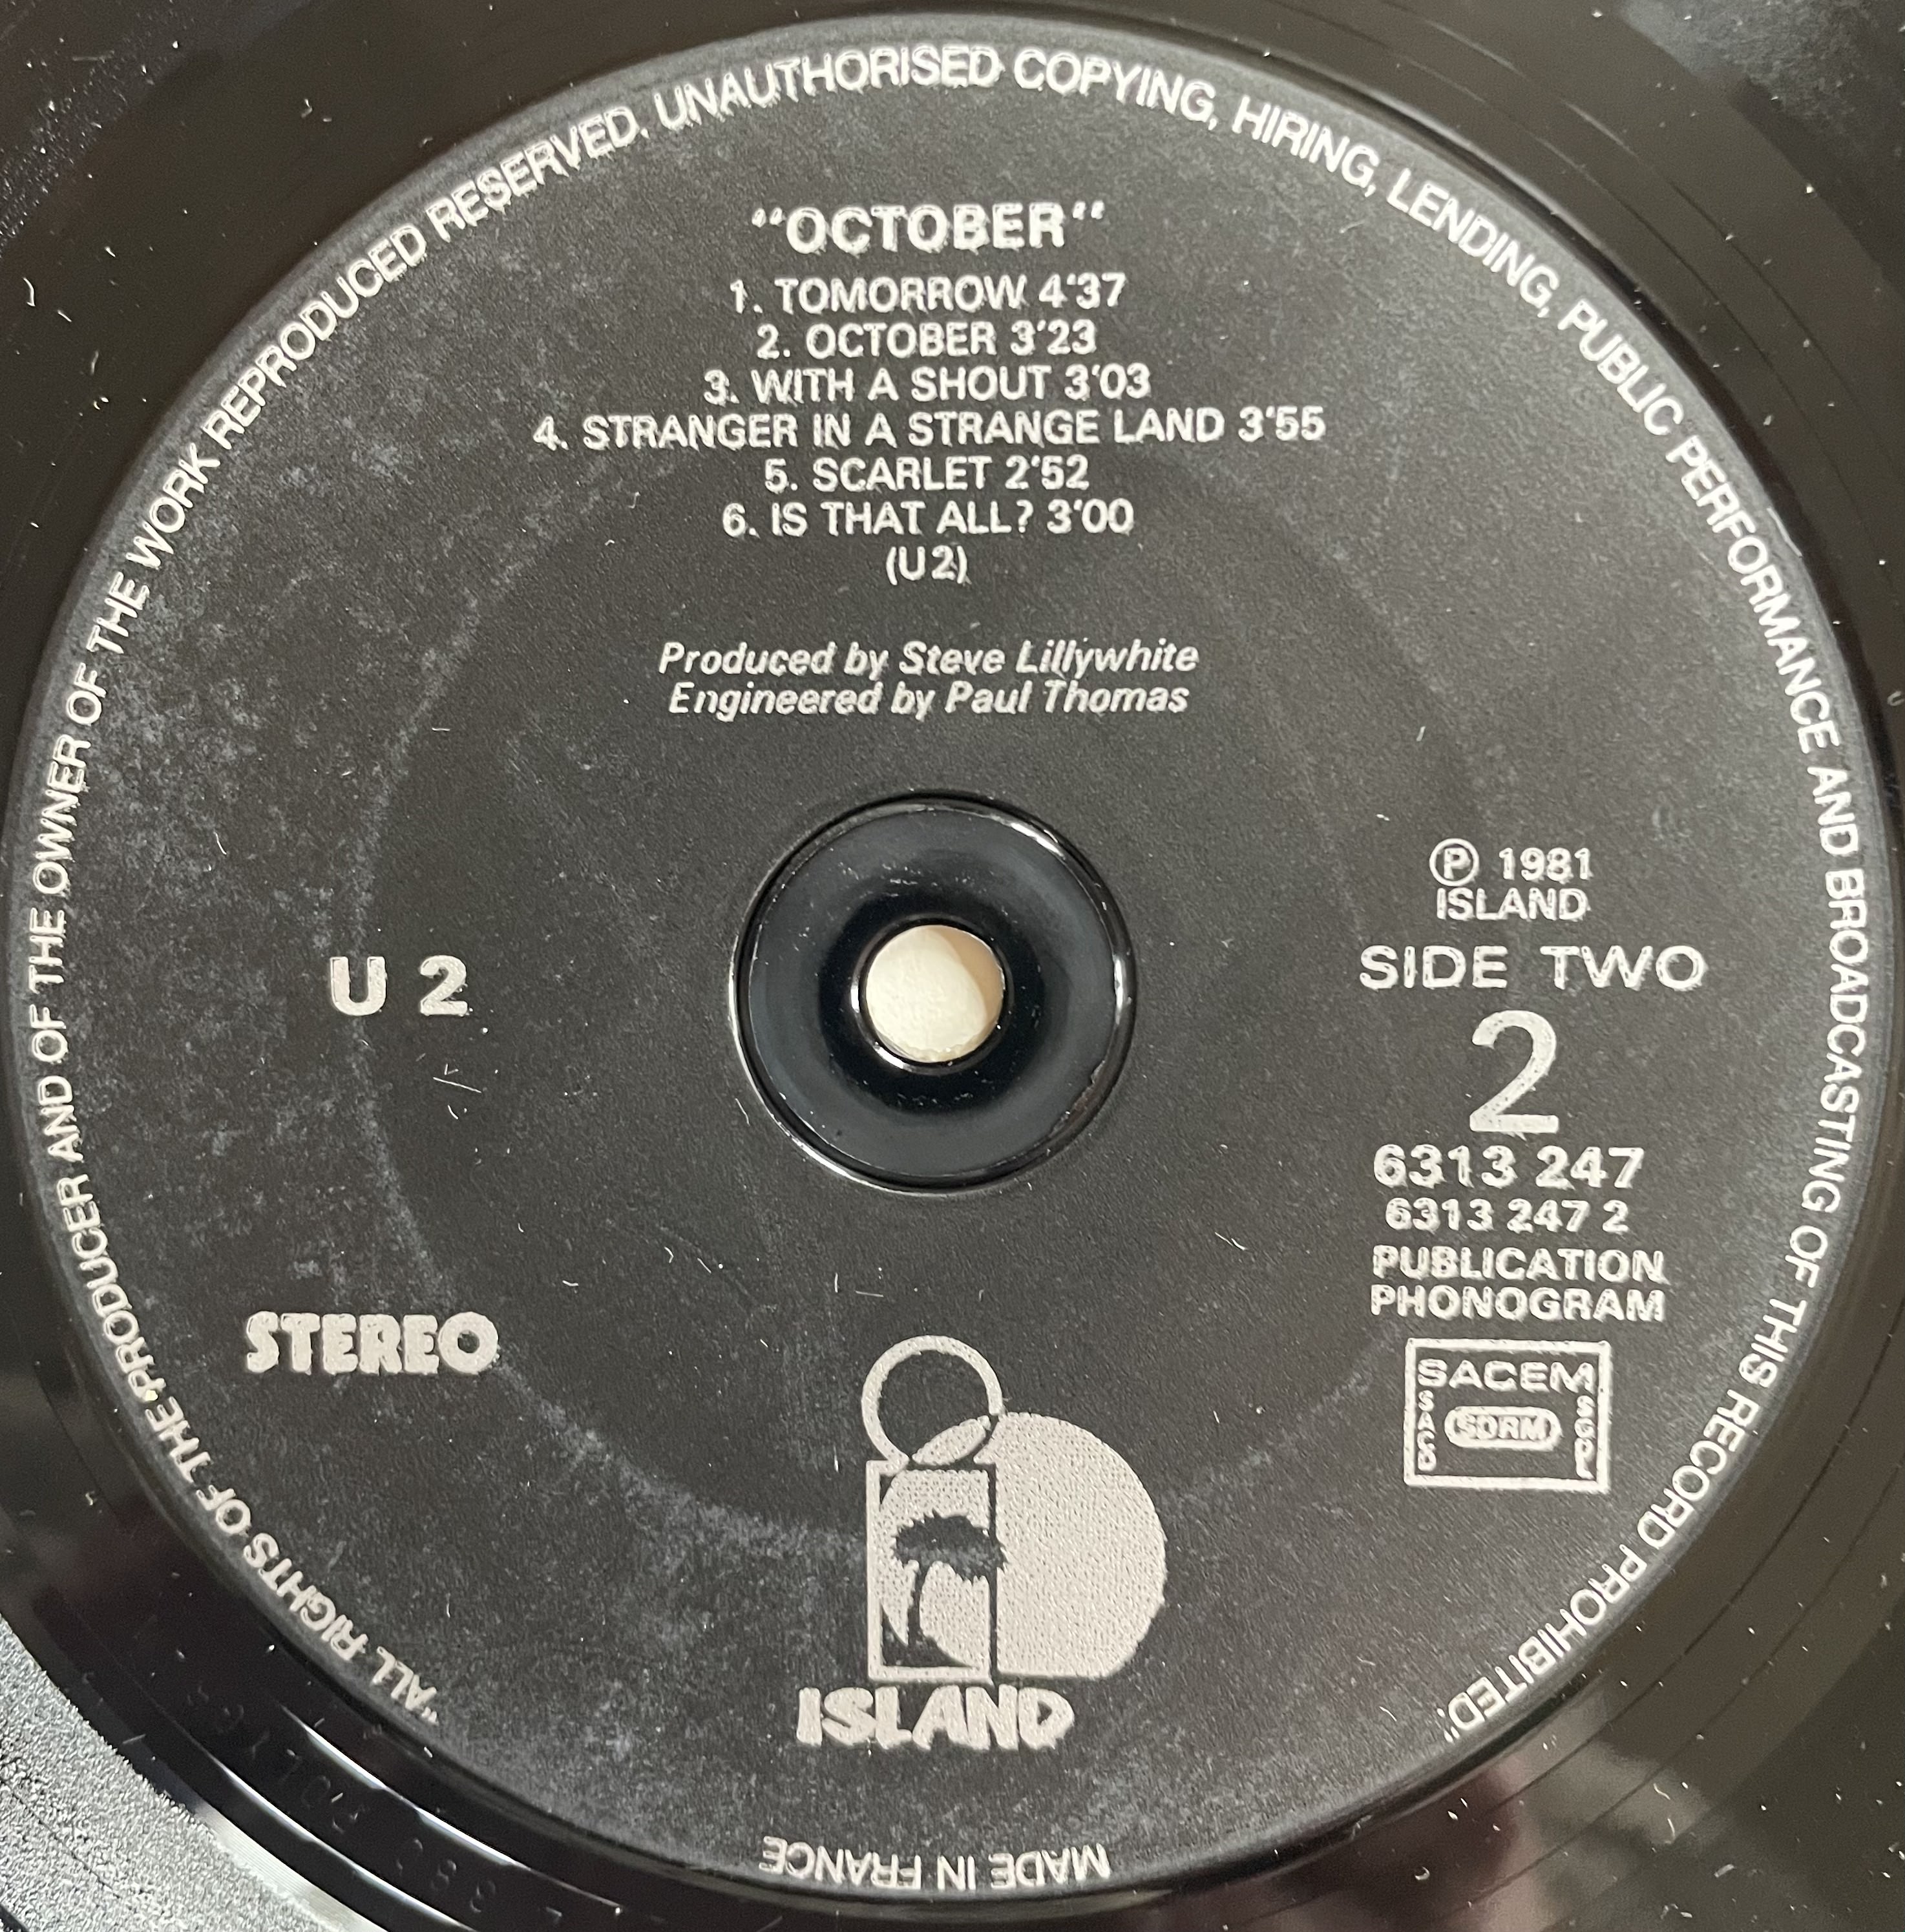 "ALL RIGHTS OF THE PRODUCER AND OF THE OWNER OF THE WORK REPRODUCED RESERVED. UNAUTHORISED COPYING, HIRING, LENDING, PUBLIC PERFORMANCE AND BROADCASTING OF THIS RECORD PROHIBITED."
"OCTOBER"
1. TOMORROW 4'37
2. OCTOBER 3'23
3. WITH A SHOUT 3'03
4. STRANGER IN A STRANGE LAND 3'55
5. SCARLET 2'52
6. IS THAT ALL? 3'00
(U 2)
Produced by Steve Lillywhite
Engineered by Paul Thomas
U 2
STEREO
Ⓟ 1981
ISLAND
SIDE TWO
2
6313 247
6313 247 2
PUBLICATION
PHONOGRAM
SACEM
SACD
SDRM
SGDL
ISLAND
MADE IN FRANCE